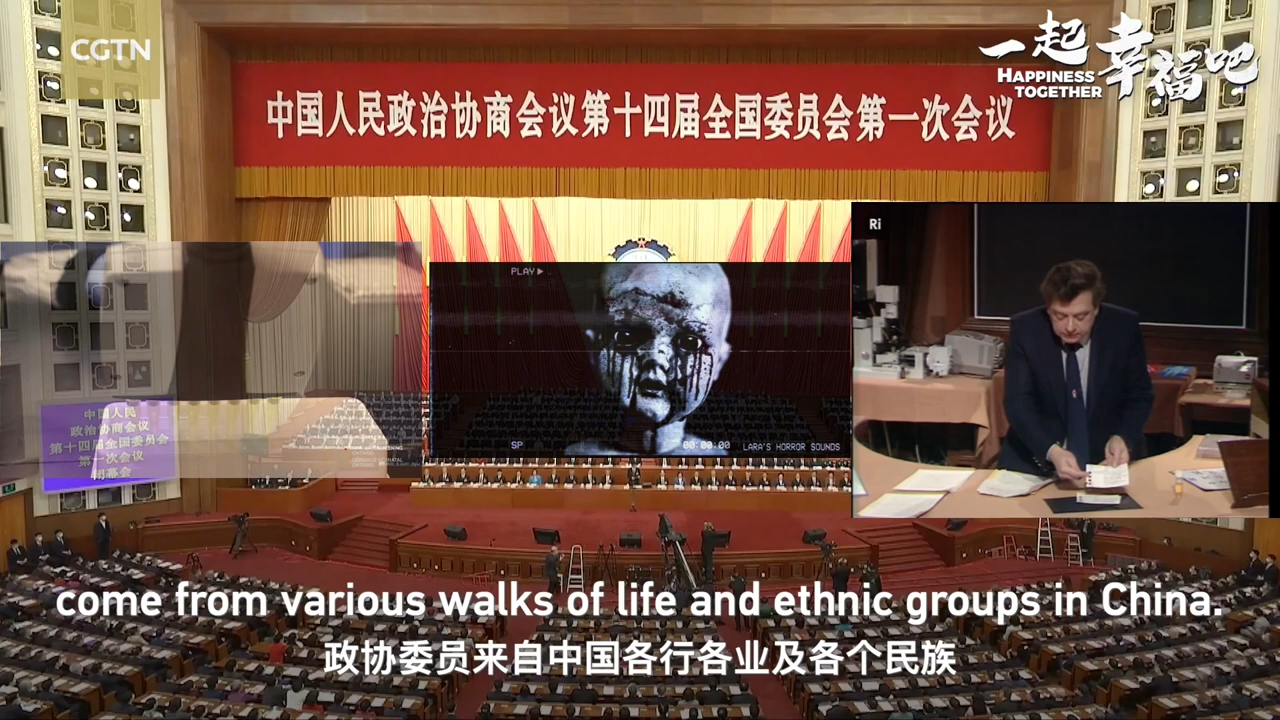 CGTN
一起幸福吧
HAPPINESS
TOGETHER
中国人民政治协商会议第十四届全国委员会第一次会议
Ri
PLAY
中国人民
政治协商会议
第十四届全国委员会
第一次会议
闭幕会
SP
00:00:00
LARA'S HORROR SOUNDS
come from various walks of life and ethnic groups in China.
政协委员来自中国各行各业及各个民族